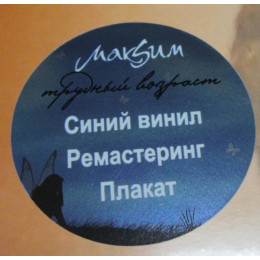 МакSим
трудный возраст
Синий винил
Ремастеринг
Плакат